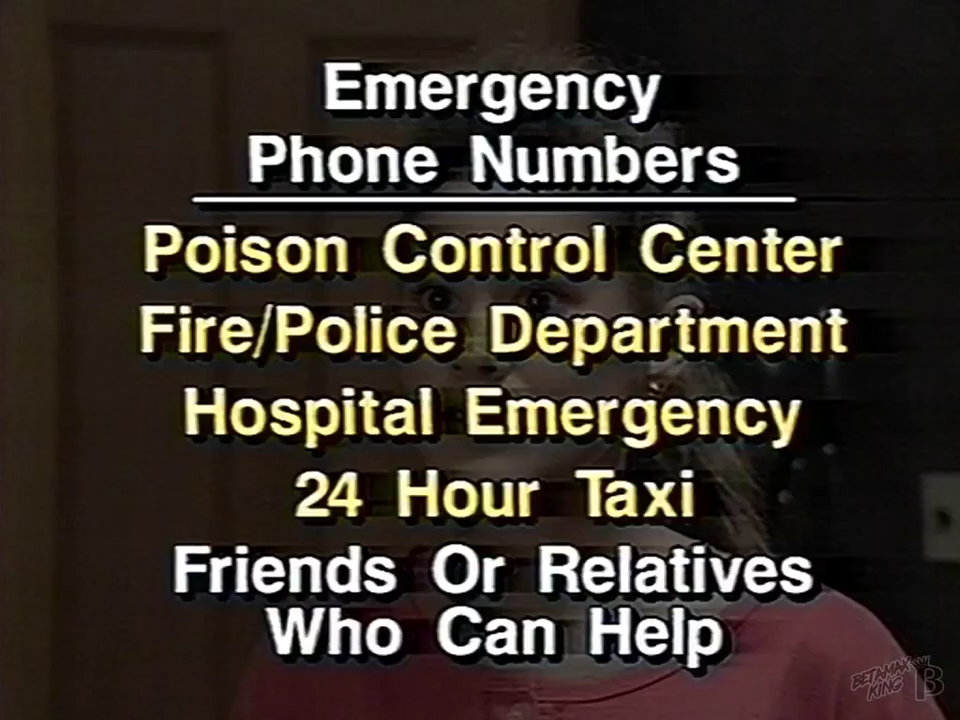 Emergency
Phone Numbers
Poison Control Center
Fire/Police Department
Hospital Emergency
24 Hour Taxi
Friends Or Relatives
Who Can Help
BETAMAX
KING
β